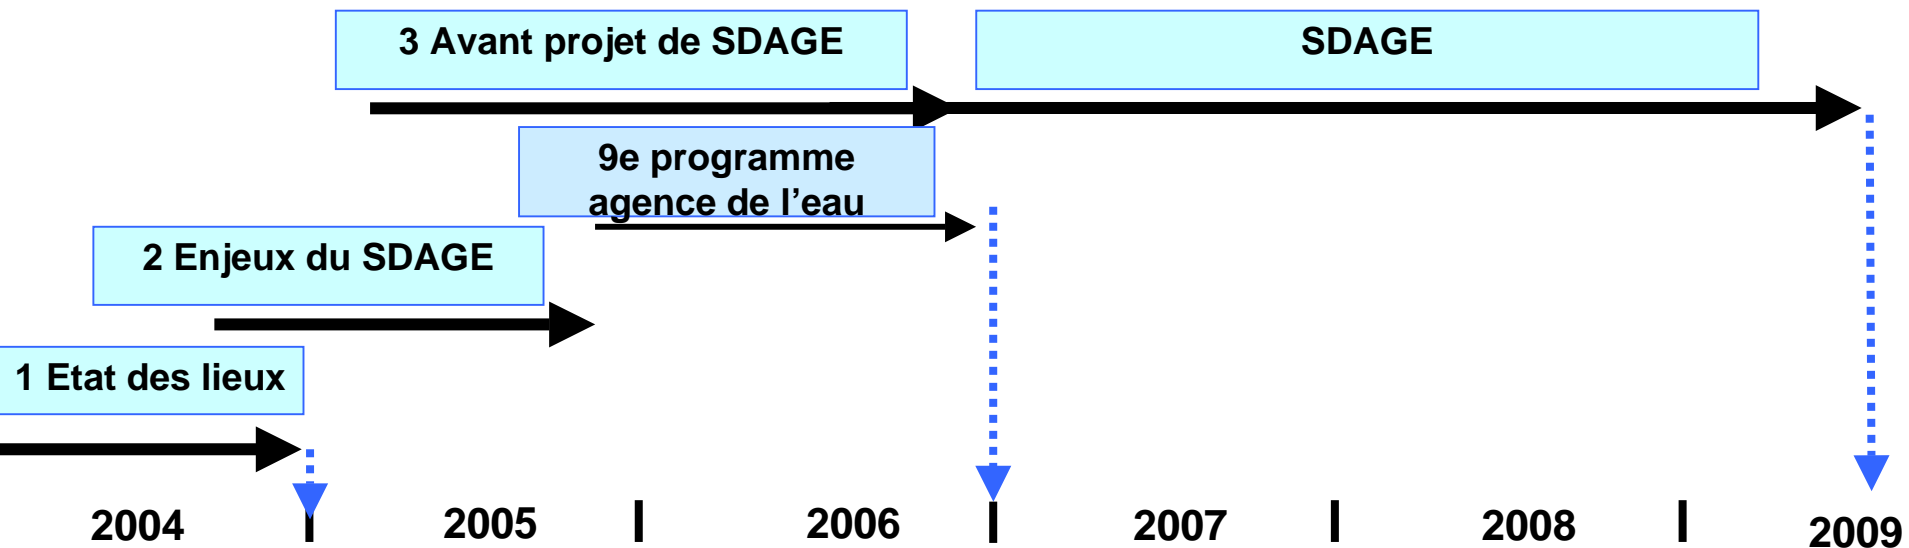 3 Avant projet de SDAGE
SDAGE
9e programme
agence de l’eau
2 Enjeux du SDAGE
1 Etat des lieux
2004
2005
2006
2007
2008
2009